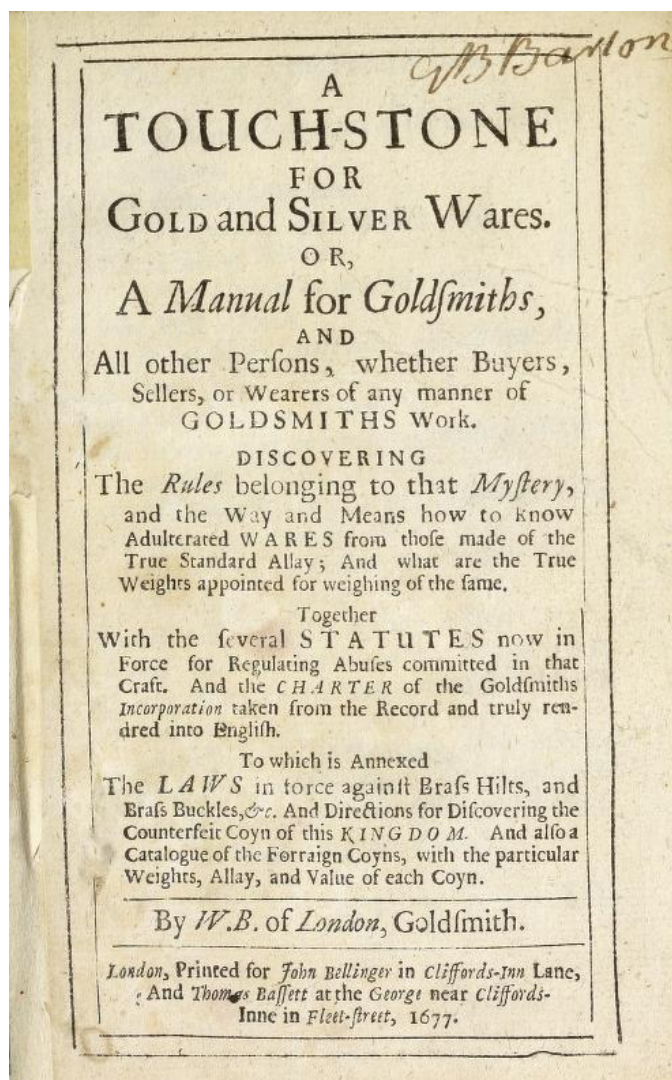 G B Barton
A
TOUCH-STONE
FOR
GOLD and SILVER Wares.
OR,
A Manual for Goldſmiths,
AND
All other Perſons, whether Buyers,
Sellers, or Wearers of any manner of
GOLDSMITHS Work.
DISCOVERING
The Rules belonging to that Myſtery,
and the Way and Means how to know
Adulterated WARES from thoſe made of the
True Standard Allay; And what are the True
Weights appointed for weighing of the ſame.
Together
With the ſeveral STATUTES now in
Force for Regulating Abuſes committed in that
Craft. And the CHARTER of the Goldſmiths
Incorporation taken from the Record and truly ren-
dred into Engliſh.
To which is Annexed
The LAWS in force againſt Braſs Hilts, and
Braſs Buckles, &c. And Directions for Diſcovering the
Counterfeit Coyn of this KINGDOM. And alſo a
Catalogue of the Forraign Coyns, with the particular
Weights, Allay, and Value of each Coyn.
By W.B. of London, Goldſmith.
London, Printed for John Bellinger in Cliffords-Inn Lane,
And Thomas Baſſett at the George near Cliffords-
Inne in Fleet-ſtreet, 1677.